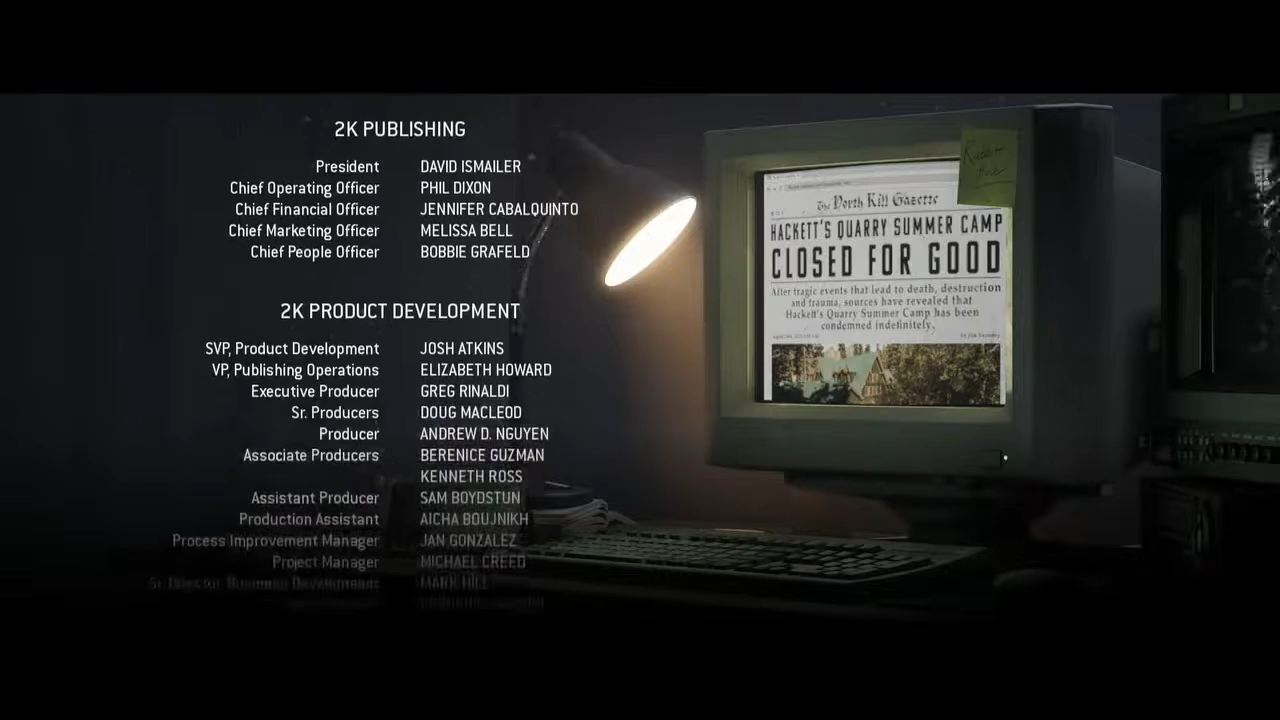 2K PUBLISHING
President DAVID ISMAILER
Chief Operating Officer PHIL DIXON
Chief Financial Officer JENNIFER CABALQUINTO
Chief Marketing Officer MELISSA BELL
Chief People Officer BOBBIE GRAFELD
2K PRODUCT DEVELOPMENT
SVP, Product Development JOSH ATKINS
VP, Publishing Operations ELIZABETH HOWARD
Executive Producer GREG RINALDI
Sr. Producers DOUG MACLEOD
Producer ANDREW D. NGUYEN
Associate Producers BERENICE GUZMAN
KENNETH ROSS
Assistant Producer SAM BOYDSTUN
Production Assistant AICHA BOUJNIKH
Process Improvement Manager JAN GONZALEZ
Project Manager MICHAEL CREED
The North Kill Gazette
HACKETT'S QUARRY SUMMER CAMP
CLOSED FOR GOOD
After tragic events that lead to death, destruction
and trauma, sources have revealed that
Hackett's Quarry Summer Camp has been
condemned indefinitely.